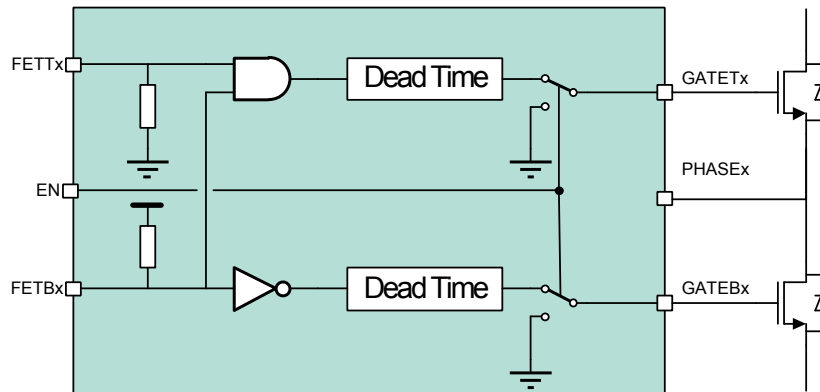 FETTx
Dead Time
GATETx
EN
PHASEx
FETBx
Dead Time
GATEBx